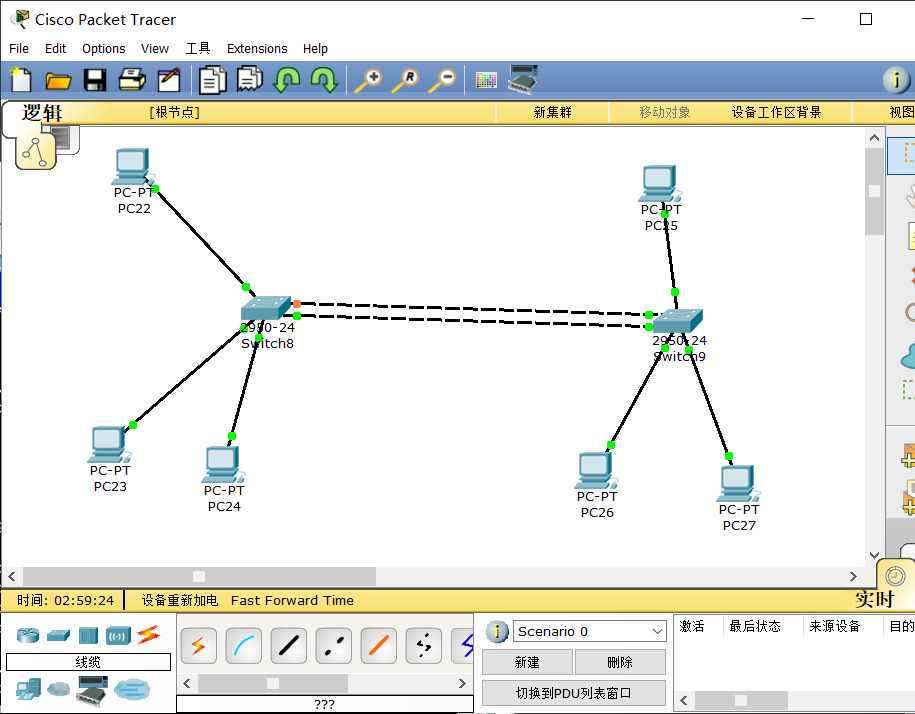 Cisco Packet Tracer
File Edit Options View 工具 Extensions Help
逻辑 [根节点] 新集群 移动对象 设备工作区背景 视图
PC-PT
PC22
PC-PT
PC25
2950-24
Switch8
2950-24
Switch9
PC-PT
PC23
PC-PT
PC24
PC-PT
PC26
PC-PT
PC27
时间: 02:59:24 设备重新加电 Fast Forward Time 实时
线缆
???
Scenario 0
新建 删除
切换到PDU列表窗口
激活 最后状态 来源设备 目的